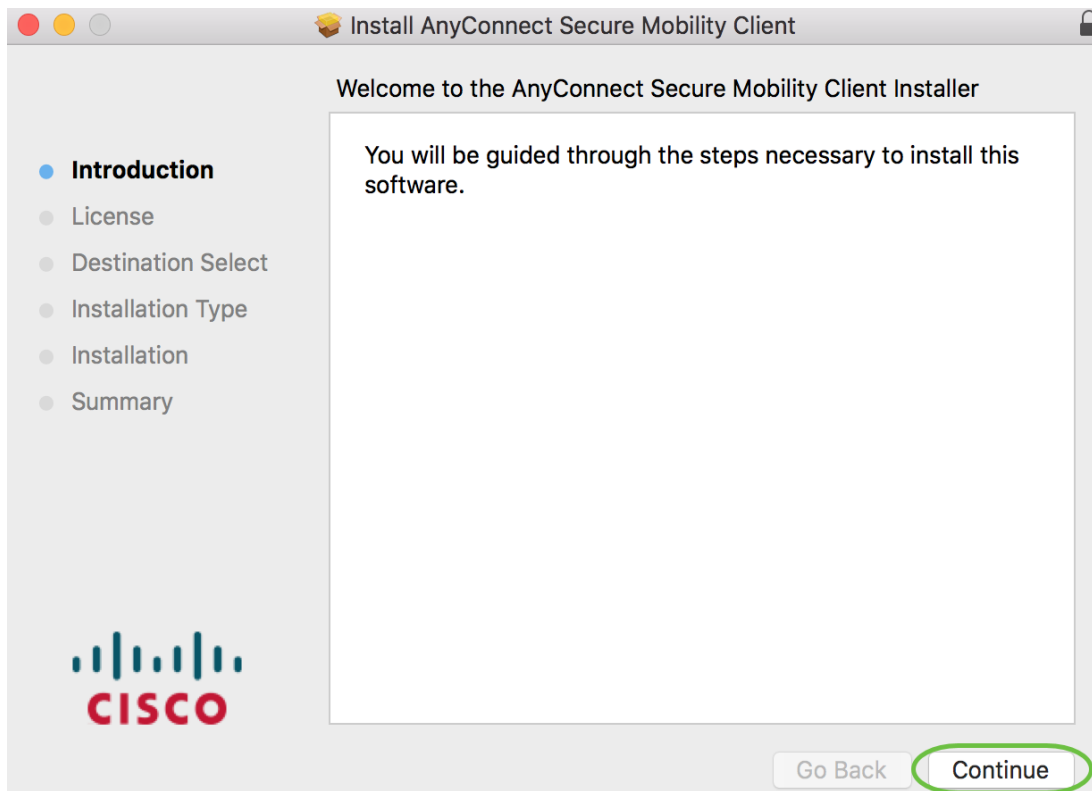 Install AnyConnect Secure Mobility Client
Welcome to the AnyConnect Secure Mobility Client Installer
Introduction
License
Destination Select
Installation Type
Installation
Summary
You will be guided through the steps necessary to install this
software.
CISCO
Go Back
Continue